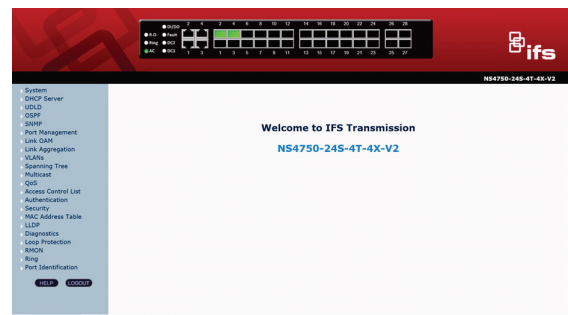 DI/DO 2 4 2 4 6 8 10 12 14 16 18 20 22 24 26 28
R.O Fault
Ring DC2
AC DC1 1 3 1 3 5 7 9 11 13 15 17 19 21 23 25 27
ifs
NS4750-24S-4T-4X-V2
System
DHCP Server
UDLD
OSPF
SNMP
Port Management
Link OAM
Link Aggregation
VLANs
Spanning Tree
Multicast
QoS
Access Control List
Authentication
Security
MAC Address Table
LLDP
Diagnostics
Loop Protection
RMON
Ring
Port Identification
HELP LOGOUT
Welcome to IFS Transmission
NS4750-24S-4T-4X-V2